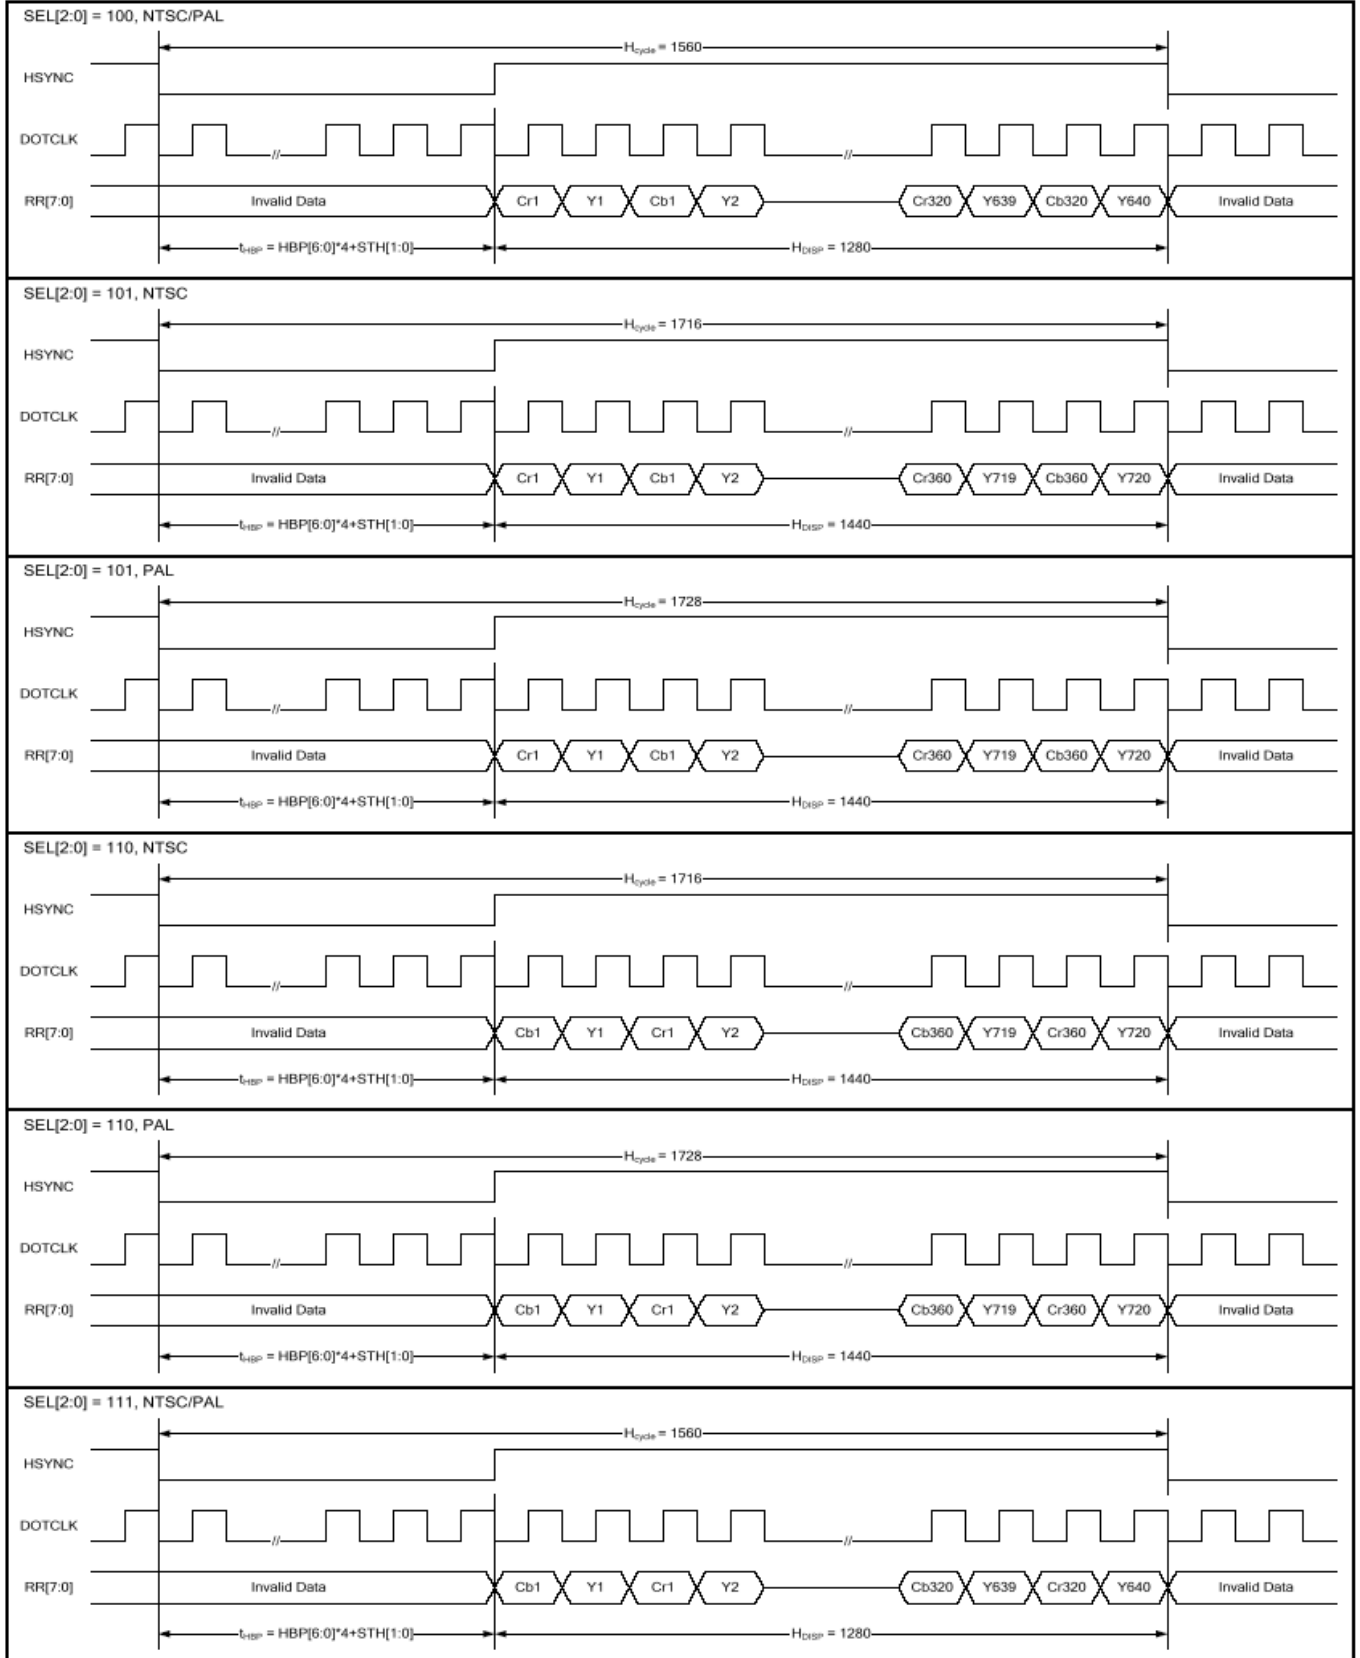 SEL[2:0] = 100, NTSC/PAL
Hcycle = 1560
HSYNC
DOTCLK
// //
RR[7:0] Invalid Data Cr1 Y1 Cb1 Y2 Cr320 Y639 Cb320 Y640 Invalid Data
tHBP = HBP[6:0]*4+STH[1:0] HDISP = 1280
SEL[2:0] = 101, NTSC
Hcycle = 1716
HSYNC
DOTCLK
// //
RR[7:0] Invalid Data Cr1 Y1 Cb1 Y2 Cr360 Y719 Cb360 Y720 Invalid Data
tHBP = HBP[6:0]*4+STH[1:0] HDISP = 1440
SEL[2:0] = 101, PAL
Hcycle = 1728
HSYNC
DOTCLK
// //
RR[7:0] Invalid Data Cr1 Y1 Cb1 Y2 Cr360 Y719 Cb360 Y720 Invalid Data
tHBP = HBP[6:0]*4+STH[1:0] HDISP = 1440
SEL[2:0] = 110, NTSC
Hcycle = 1716
HSYNC
DOTCLK
// //
RR[7:0] Invalid Data Cb1 Y1 Cr1 Y2 Cb360 Y719 Cr360 Y720 Invalid Data
tHBP = HBP[6:0]*4+STH[1:0] HDISP = 1440
SEL[2:0] = 110, PAL
Hcycle = 1728
HSYNC
DOTCLK
// //
RR[7:0] Invalid Data Cb1 Y1 Cr1 Y2 Cb360 Y719 Cr360 Y720 Invalid Data
tHBP = HBP[6:0]*4+STH[1:0] HDISP = 1440
SEL[2:0] = 111, NTSC/PAL
Hcycle = 1560
HSYNC
DOTCLK
// //
RR[7:0] Invalid Data Cb1 Y1 Cr1 Y2 Cb320 Y639 Cr320 Y640 Invalid Data
tHBP = HBP[6:0]*4+STH[1:0] HDISP = 1280